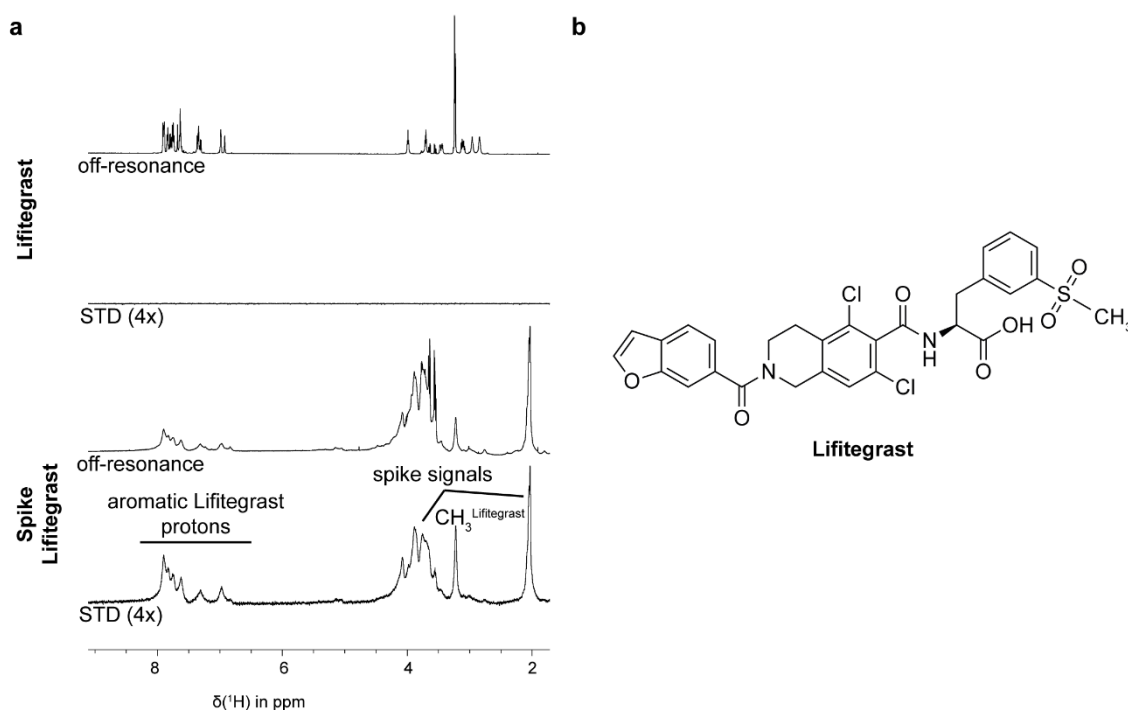 a
b
Lifitegrast
off-resonance
STD (4x)
Spike
Lifitegrast
off-resonance
spike signals
aromatic Lifitegrast
protons
CH3 Lifitegrast
STD (4x)
8
6
4
2
δ(¹H) in ppm
O
O
N
Cl
Cl
O
N
H
OH
O
O
S
O
CH3
Lifitegrast